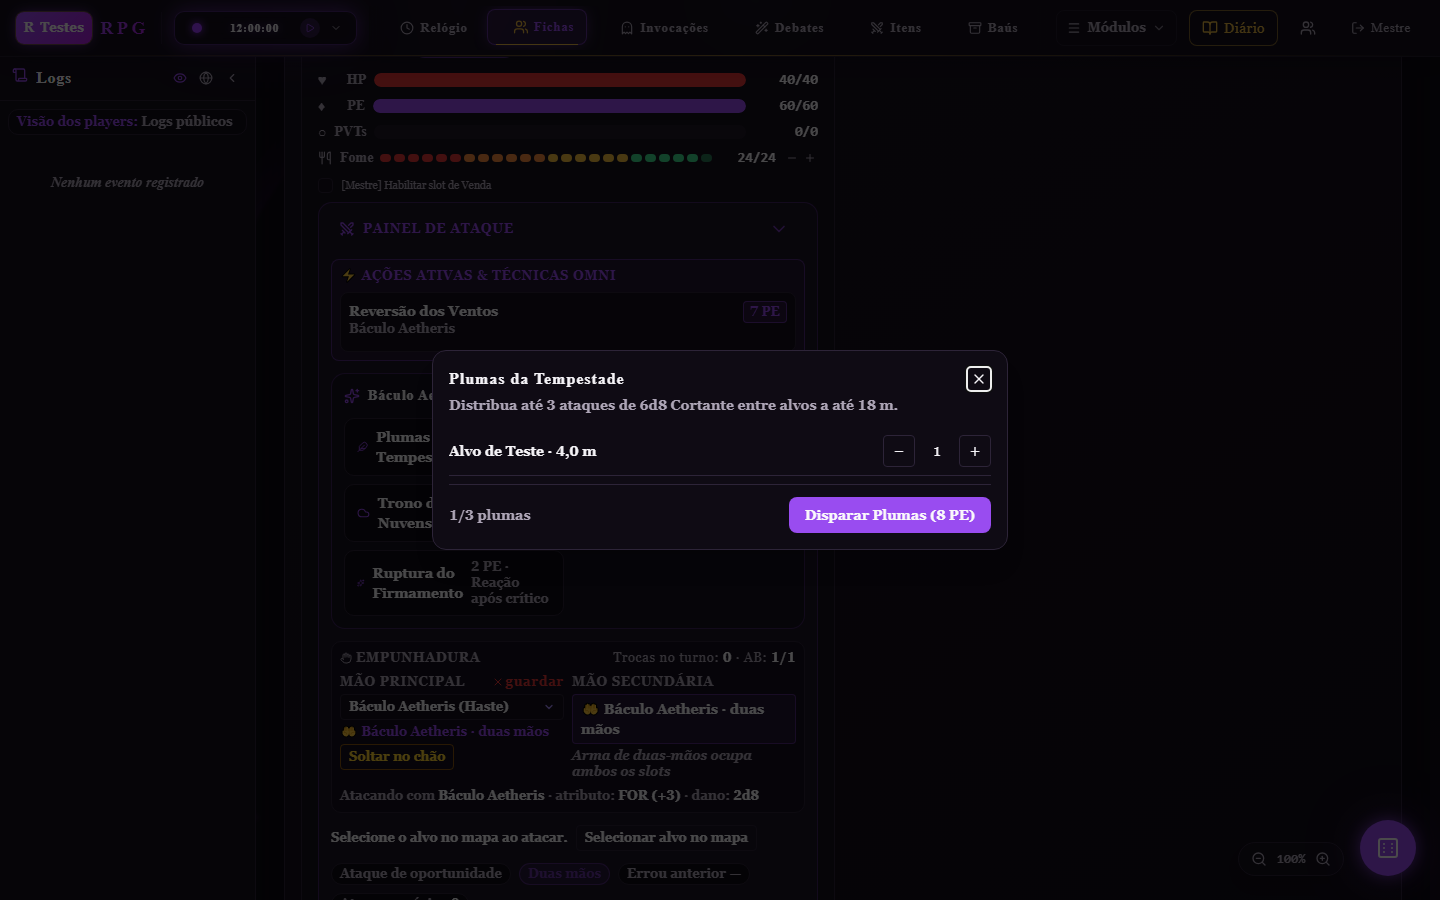 R Testes RPG
12:00:00
Relógio
Fichas
Invocações
Debates
Itens
Baús
Módulos
Diário
Mestre
Logs
Visão dos players: Logs públicos
Nenhum evento registrado
HP 40/40
PE 60/60
PVTs 0/0
Fome 24/24 − +
[Mestre] Habilitar slot de Venda
PAINEL DE ATAQUE
AÇÕES ATIVAS & TÉCNICAS OMNI
Reversão dos Ventos 7 PE
Báculo Aetheris
Plumas da Tempestade
Distribua até 3 ataques de 6d8 Cortante entre alvos a até 18 m.
Alvo de Teste · 4,0 m − 1 +
1/3 plumas Disparar Plumas (8 PE)
Báculo Ae
Plumas
Tempes
Trono d
Nuvens
Ruptura do
Firmamento
2 PE ·
Reação
após crítico
EMPUNHADURA Trocas no turno: 0 · AB: 1/1
MÃO PRINCIPAL × guardar
Báculo Aetheris (Haste)
Báculo Aetheris · duas mãos
Soltar no chão
MÃO SECUNDÁRIA
Báculo Aetheris · duas
mãos
Arma de duas-mãos ocupa
ambos os slots
Atacando com Báculo Aetheris · atributo: FOR (+3) · dano: 2d8
Selecione o alvo no mapa ao atacar. Selecionar alvo no mapa
Ataque de oportunidade Duas mãos Errou anterior —
100%